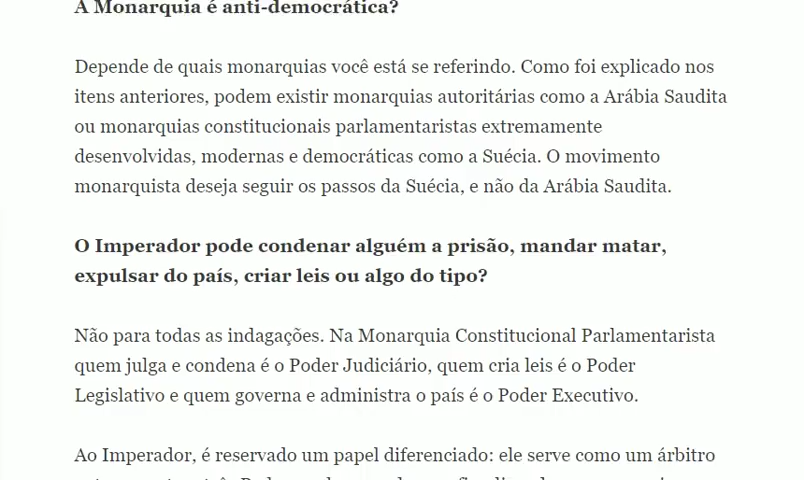 A Monarquia é anti-democrática?
Depende de quais monarquias você está se referindo. Como foi explicado nos
itens anteriores, podem existir monarquias autoritárias como a Arábia Saudita
ou monarquias constitucionais parlamentaristas extremamente
desenvolvidas, modernas e democráticas como a Suécia. O movimento
monarquista deseja seguir os passos da Suécia, e não da Arábia Saudita.
O Imperador pode condenar alguém a prisão, mandar matar,
expulsar do país, criar leis ou algo do tipo?
Não para todas as indagações. Na Monarquia Constitucional Parlamentarista
quem julga e condena é o Poder Judiciário, quem cria leis é o Poder
Legislativo e quem governa e administra o país é o Poder Executivo.
Ao Imperador, é reservado um papel diferenciado: ele serve como um árbitro